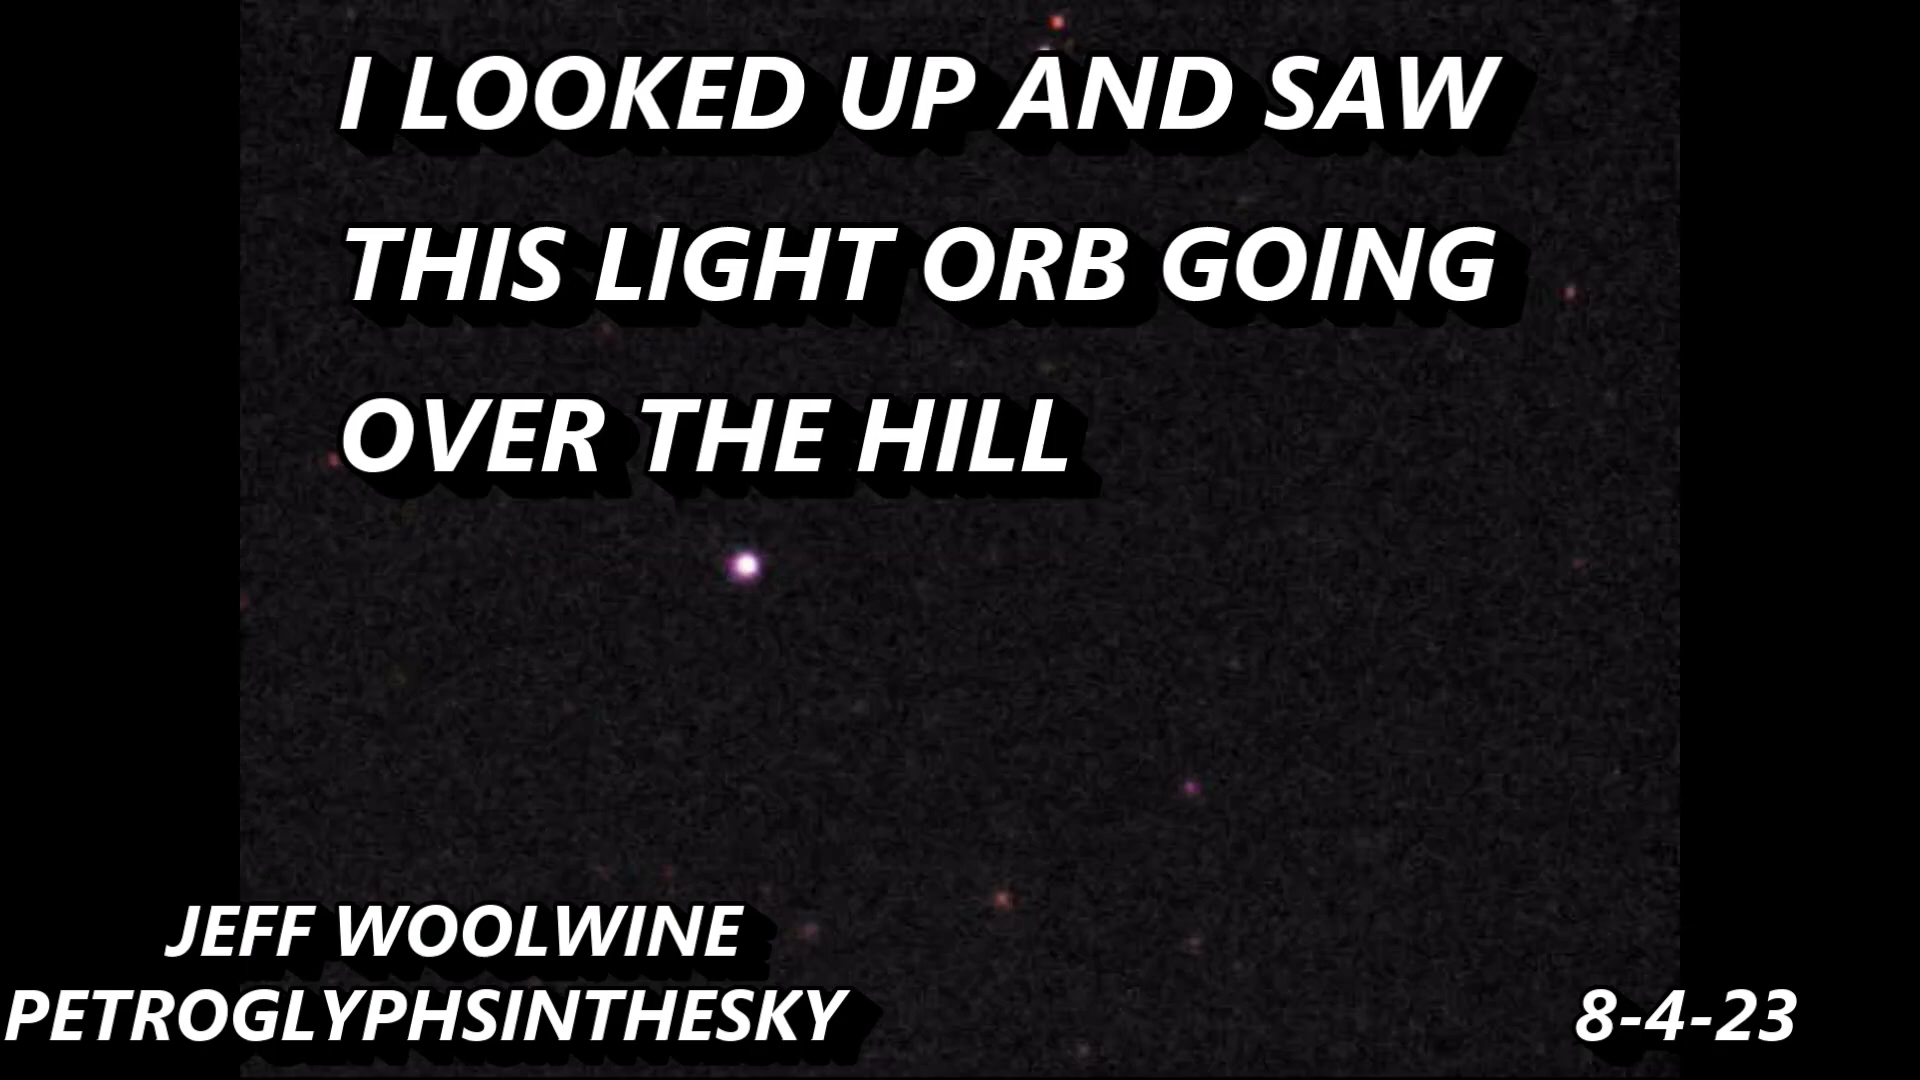 I LOOKED UP AND SAW
THIS LIGHT ORB GOING
OVER THE HILL
JEFF WOOLWINE
PETROGLYPHSINTHESKY
8-4-23